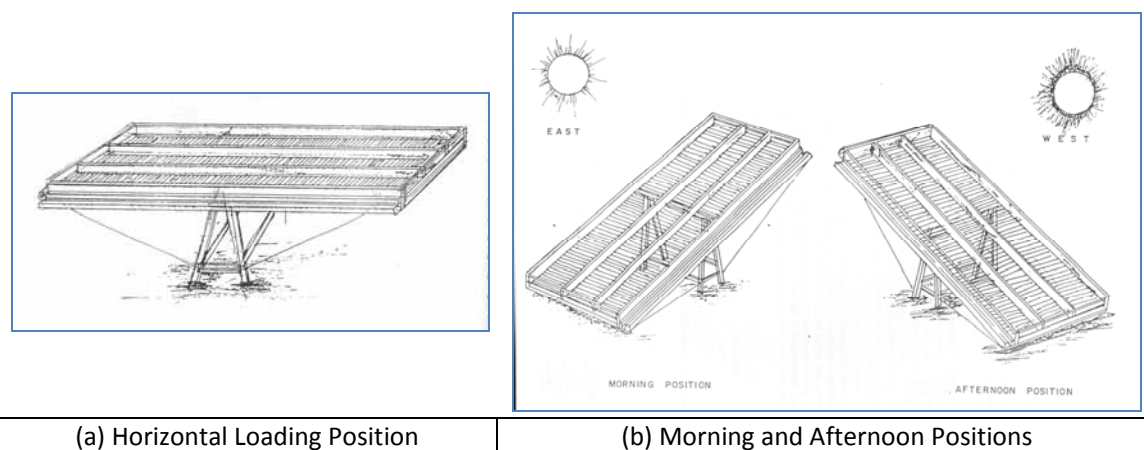 EAST
WEST
MORNING POSITION
AFTERNOON POSITION
(a) Horizontal Loading Position
(b) Morning and Afternoon Positions